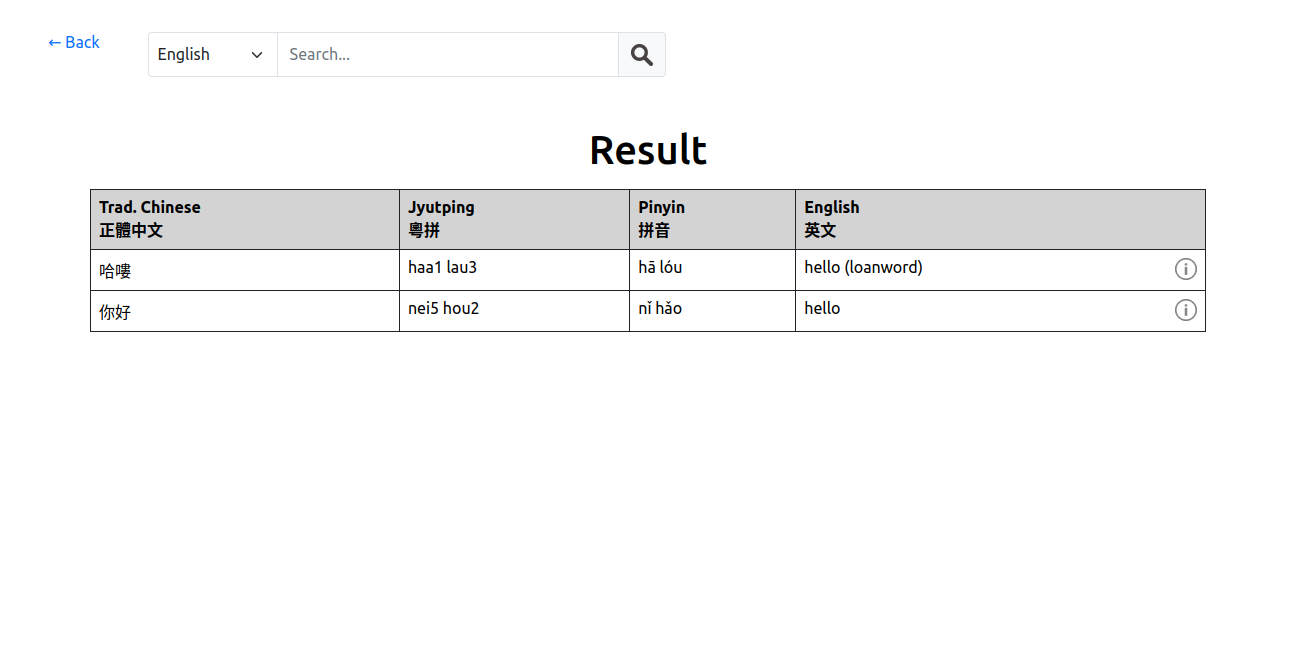 ← Back
English
Search...
Result
Trad. Chinese
正體中文
Jyutping
粵拼
Pinyin
拼音
English
英文
哈嘍 haa1 lau3 hā lóu hello (loanword)
你好 nei5 hou2 nǐ hǎo hello